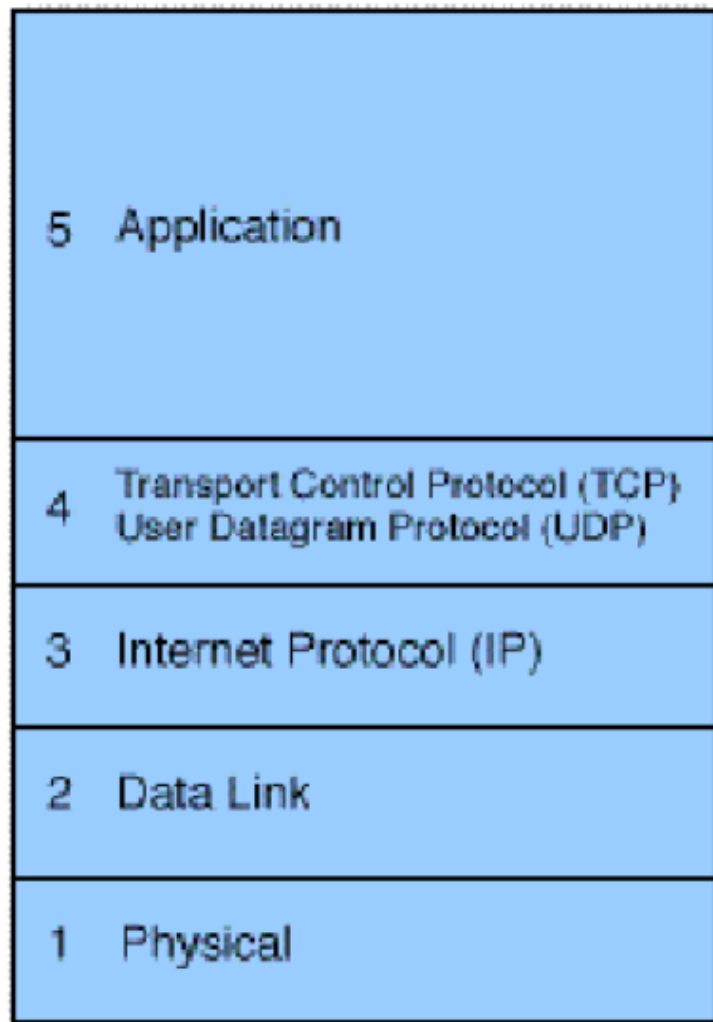 5 Application
4 Transport Control Protocol (TCP)
User Datagram Protocol (UDP)
3 Internet Protocol (IP)
2 Data Link
1 Physical